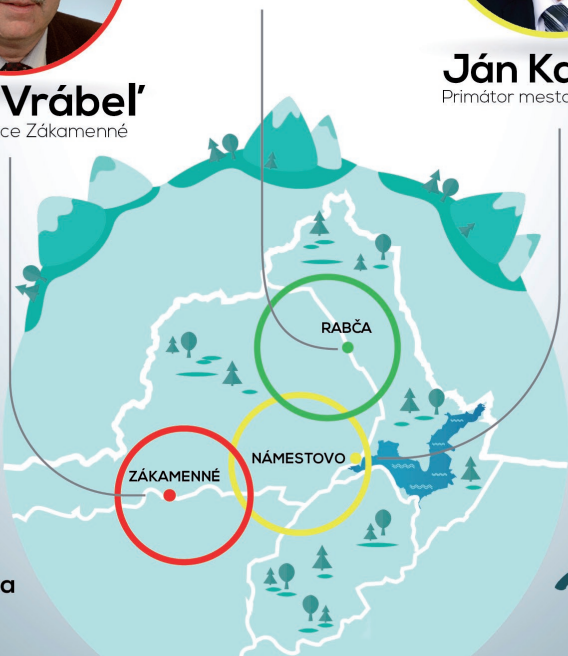 Vrábeľ
ce Zákamenné
Ján Ka
Primátor mesta
RABČA
NÁMESTOVO
ZÁKAMENNÉ
a